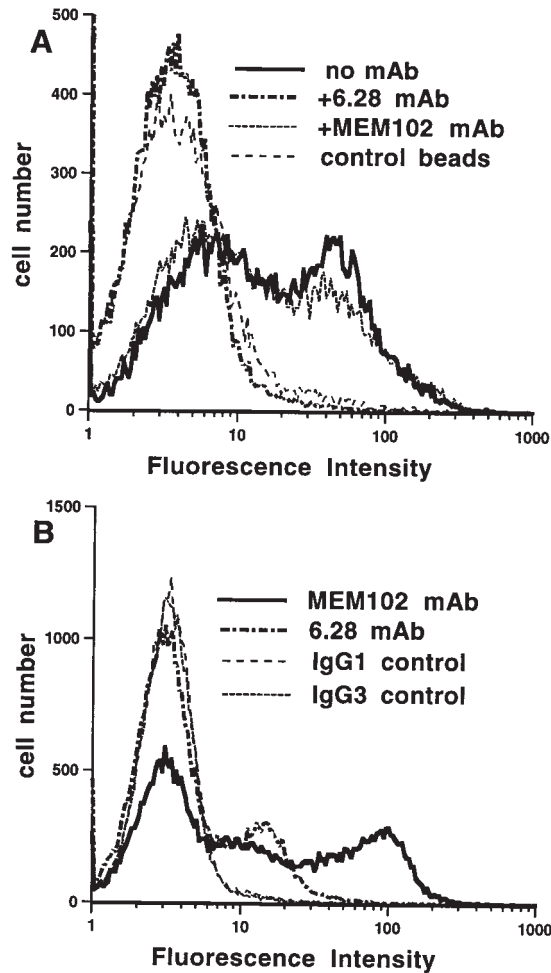 A
500
400
300
200
100
0
cell number
no mAb
+6.28 mAb
+MEM102 mAb
control beads
1
10
100
1000
Fluorescence Intensity
B
1500
1000
500
0
cell number
MEM102 mAb
6.28 mAb
IgG1 control
IgG3 control
1
10
100
1000
Fluorescence Intensity